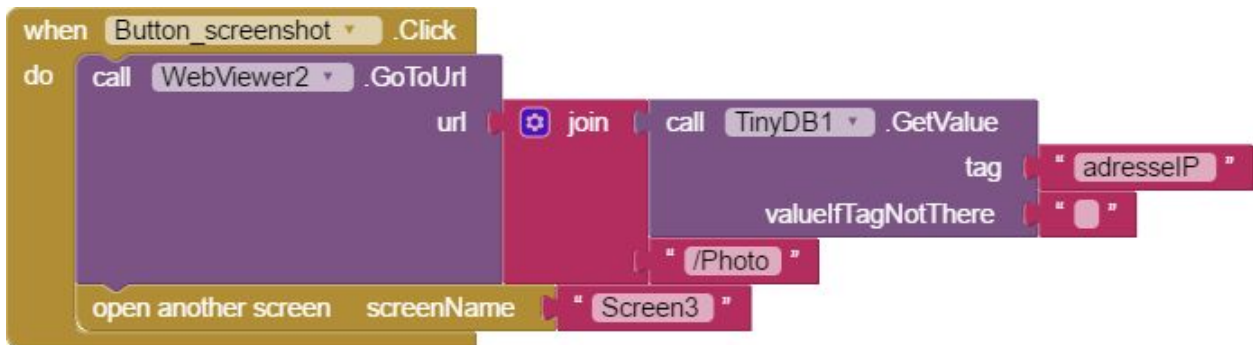 when Button_screenshot .Click
do call WebViewer2 .GoToUrl
url join call TinyDB1 .GetValue
tag " adresseIP "
valueIfTagNotThere " "
" /Photo "
open another screen screenName " Screen3 "